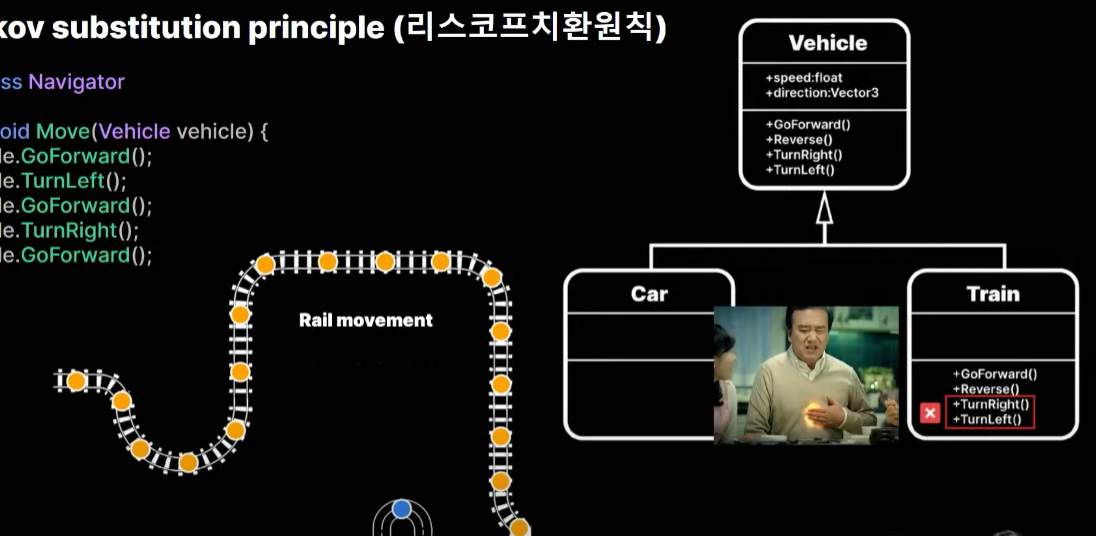 kov substitution principle (리스코프치환원칙)
ss Navigator
oid Move(Vehicle vehicle) {
le.GoForward();
le.TurnLeft();
le.GoForward();
le.TurnRight();
le.GoForward();
Rail movement
Vehicle
+speed:float
+direction:Vector3
+GoForward()
+Reverse()
+TurnRight()
+TurnLeft()
Car
Train
+GoForward()
+Reverse()
+TurnRight()
+TurnLeft()